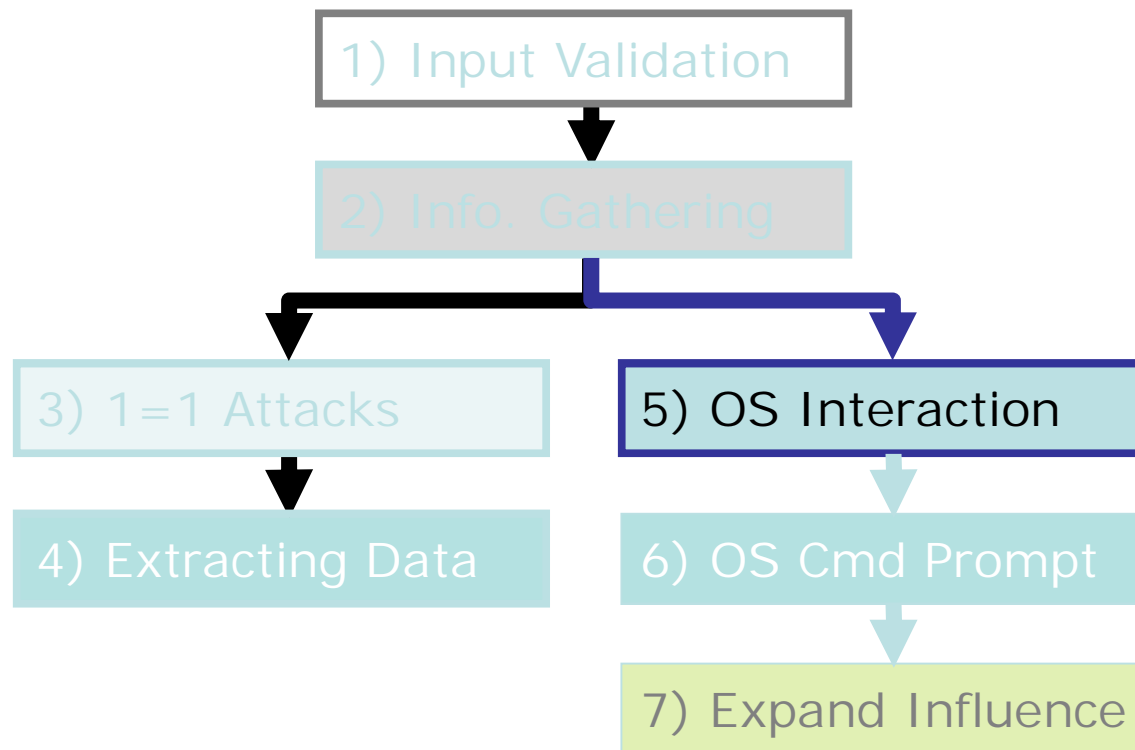 1) Input Validation
2) Info. Gathering
3) 1=1 Attacks
5) OS Interaction
4) Extracting Data
6) OS Cmd Prompt
7) Expand Influence